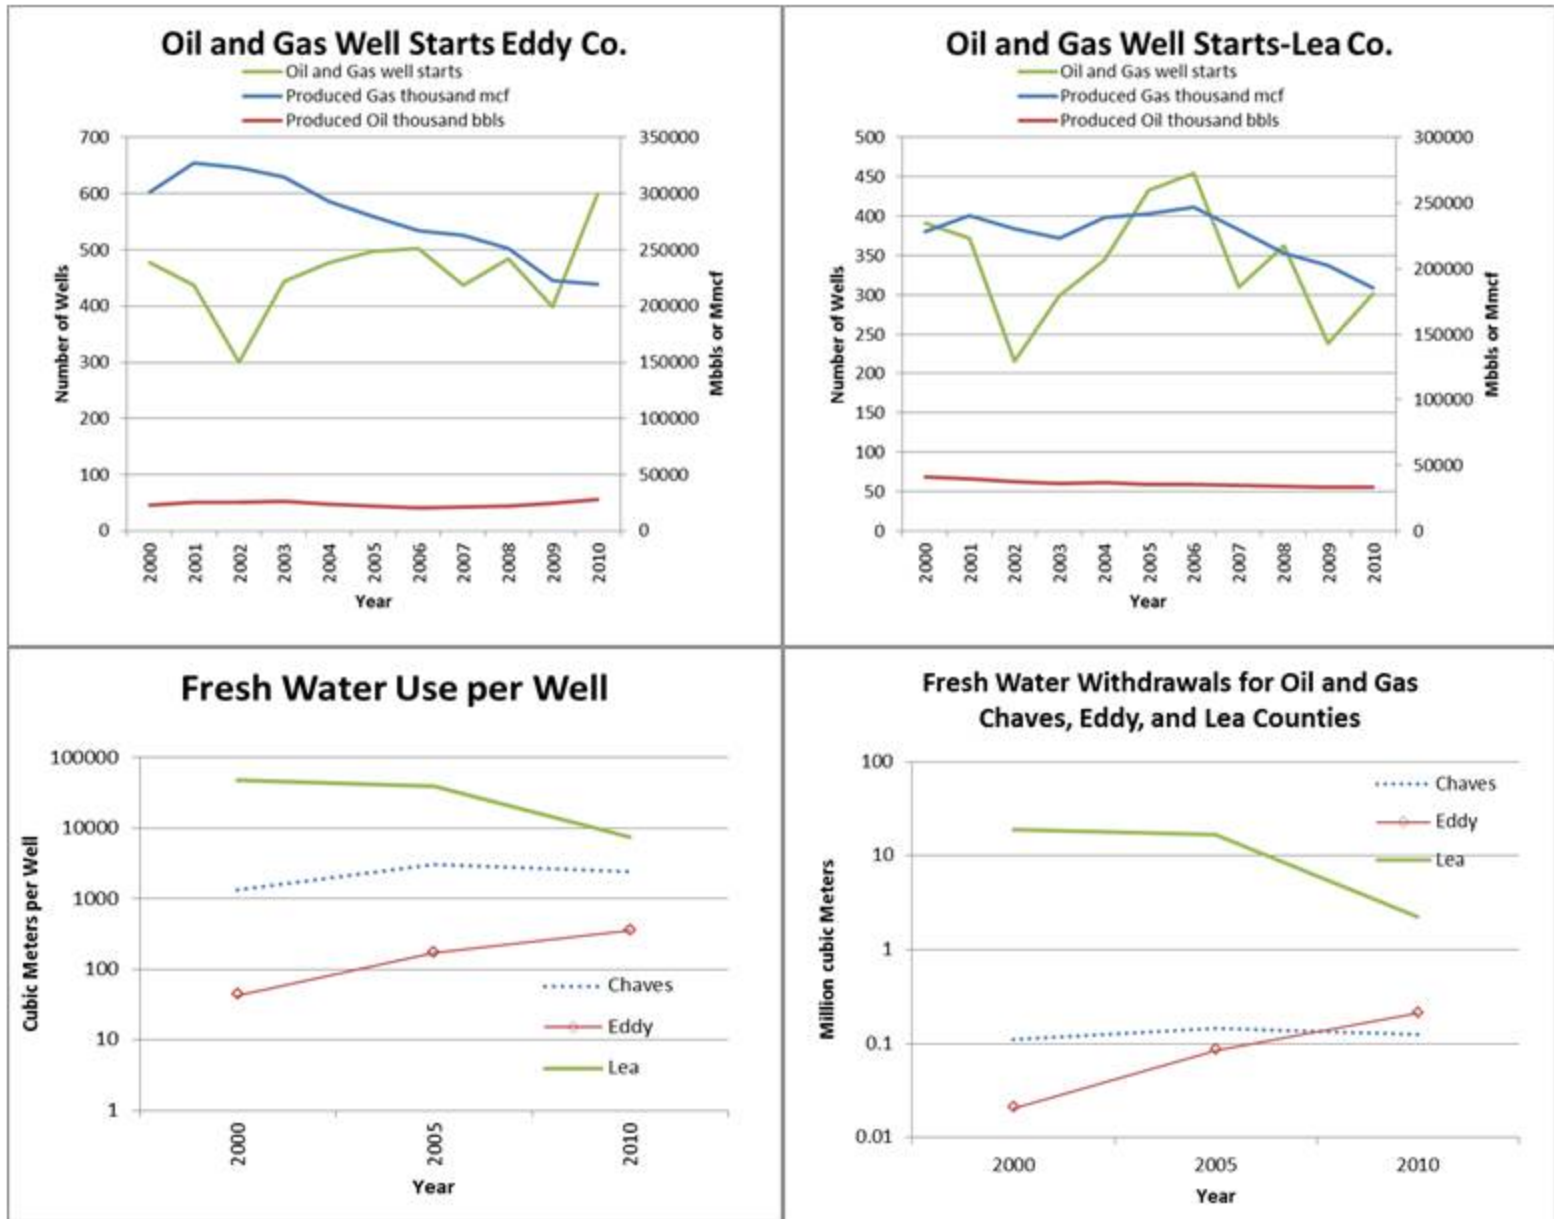 Oil and Gas Well Starts Eddy Co.
Oil and Gas well starts
Produced Gas thousand mcf
Produced Oil thousand bbls
700
600
500
400
300
200
100
0
Number of Wells
350000
300000
250000
200000
150000
100000
50000
0
Mbbls or Mmcf
2000
2001
2002
2003
2004
2005
2006
2007
2008
2009
2010
Year
Oil and Gas Well Starts-Lea Co.
Oil and Gas well starts
Produced Gas thousand mcf
Produced Oil thousand bbls
500
450
400
350
300
250
200
150
100
50
0
Number of Wells
300000
250000
200000
150000
100000
50000
0
Mbbls or Mmcf
2000
2001
2002
2003
2004
2005
2006
2007
2008
2009
2010
Year
Fresh Water Use per Well
100000
10000
1000
100
10
1
Cubic Meters per Well
Chaves
Eddy
Lea
2000
2005
2010
Year
Fresh Water Withdrawals for Oil and Gas
Chaves, Eddy, and Lea Counties
100
10
1
0.1
0.01
Million cubic Meters
Chaves
Eddy
Lea
2000
2005
2010
Year